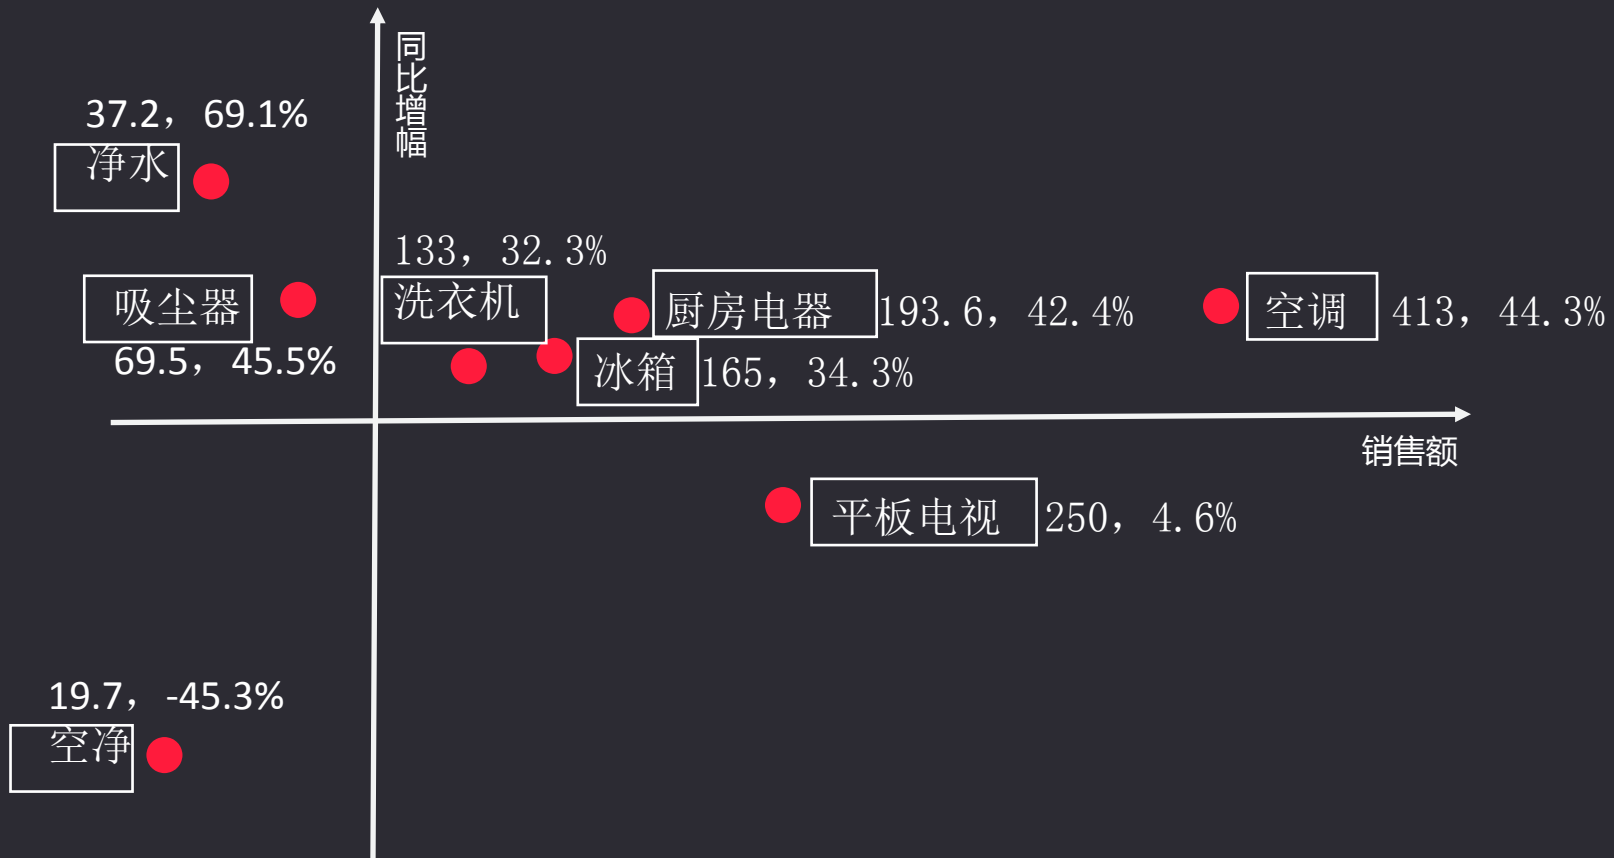 同比增幅
37.2，69.1%
净水
133，32.3%
吸尘器
洗衣机
厨房电器
193.6，42.4%
空调
413，44.3%
69.5，45.5%
冰箱
165，34.3%
销售额
平板电视
250，4.6%
19.7，-45.3%
空净